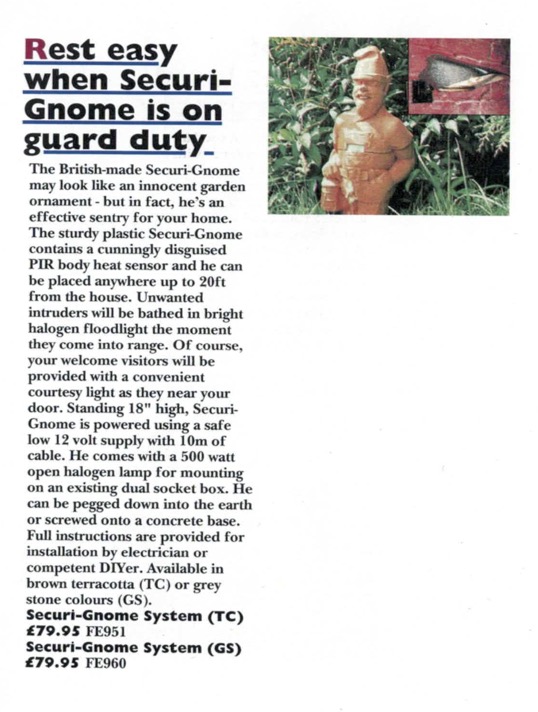 Rest easy
when Securi-
Gnome is on
guard duty
The British-made Securi-Gnome
may look like an innocent garden
ornament - but in fact, he's an
effective sentry for your home.
The sturdy plastic Securi-Gnome
contains a cunningly disguised
PIR body heat sensor and he can
be placed anywhere up to 20ft
from the house. Unwanted
intruders will be bathed in bright
halogen floodlight the moment
they come into range. Of course,
your welcome visitors will be
provided with a convenient
courtesy light as they near your
door. Standing 18" high, Securi-
Gnome is powered using a safe
low 12 volt supply with 10m of
cable. He comes with a 500 watt
open halogen lamp for mounting
on an existing dual socket box. He
can be pegged down into the earth
or screwed onto a concrete base.
Full instructions are provided for
installation by electrician or
competent DIYer. Available in
brown terracotta (TC) or grey
stone colours (GS).
Securi-Gnome System (TC)
£79.95 FE951
Securi-Gnome System (GS)
£79.95 FE960